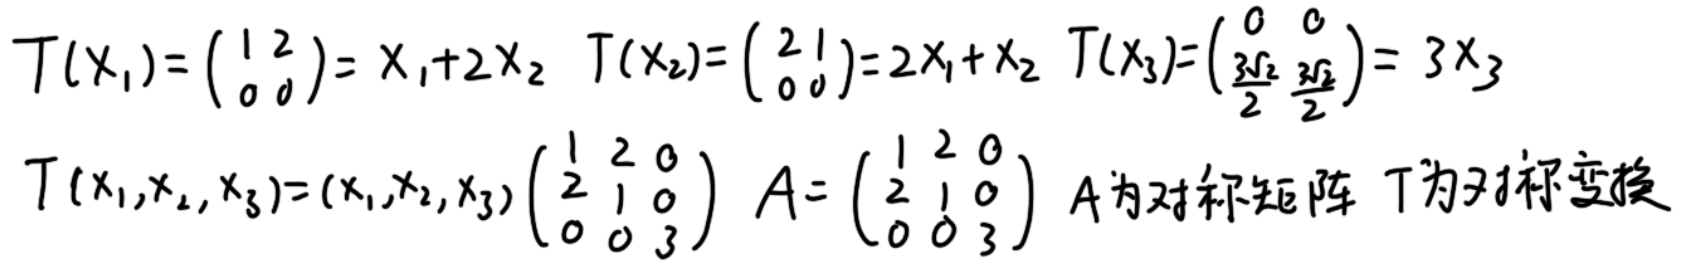 T(x₁)=(1 2; 0 0)=x₁+2x₂ T(x₂)=(2 1; 0 0)=2x₁+x₂ T(x₃)=(0 0; 3√2/2 3√2/2)=3x₃
T(x₁,x₂,x₃)=(x₁,x₂,x₃)(1 2 0; 2 1 0; 0 0 3) A=(1 2 0; 2 1 0; 0 0 3) A为对称矩阵 T为对称变换